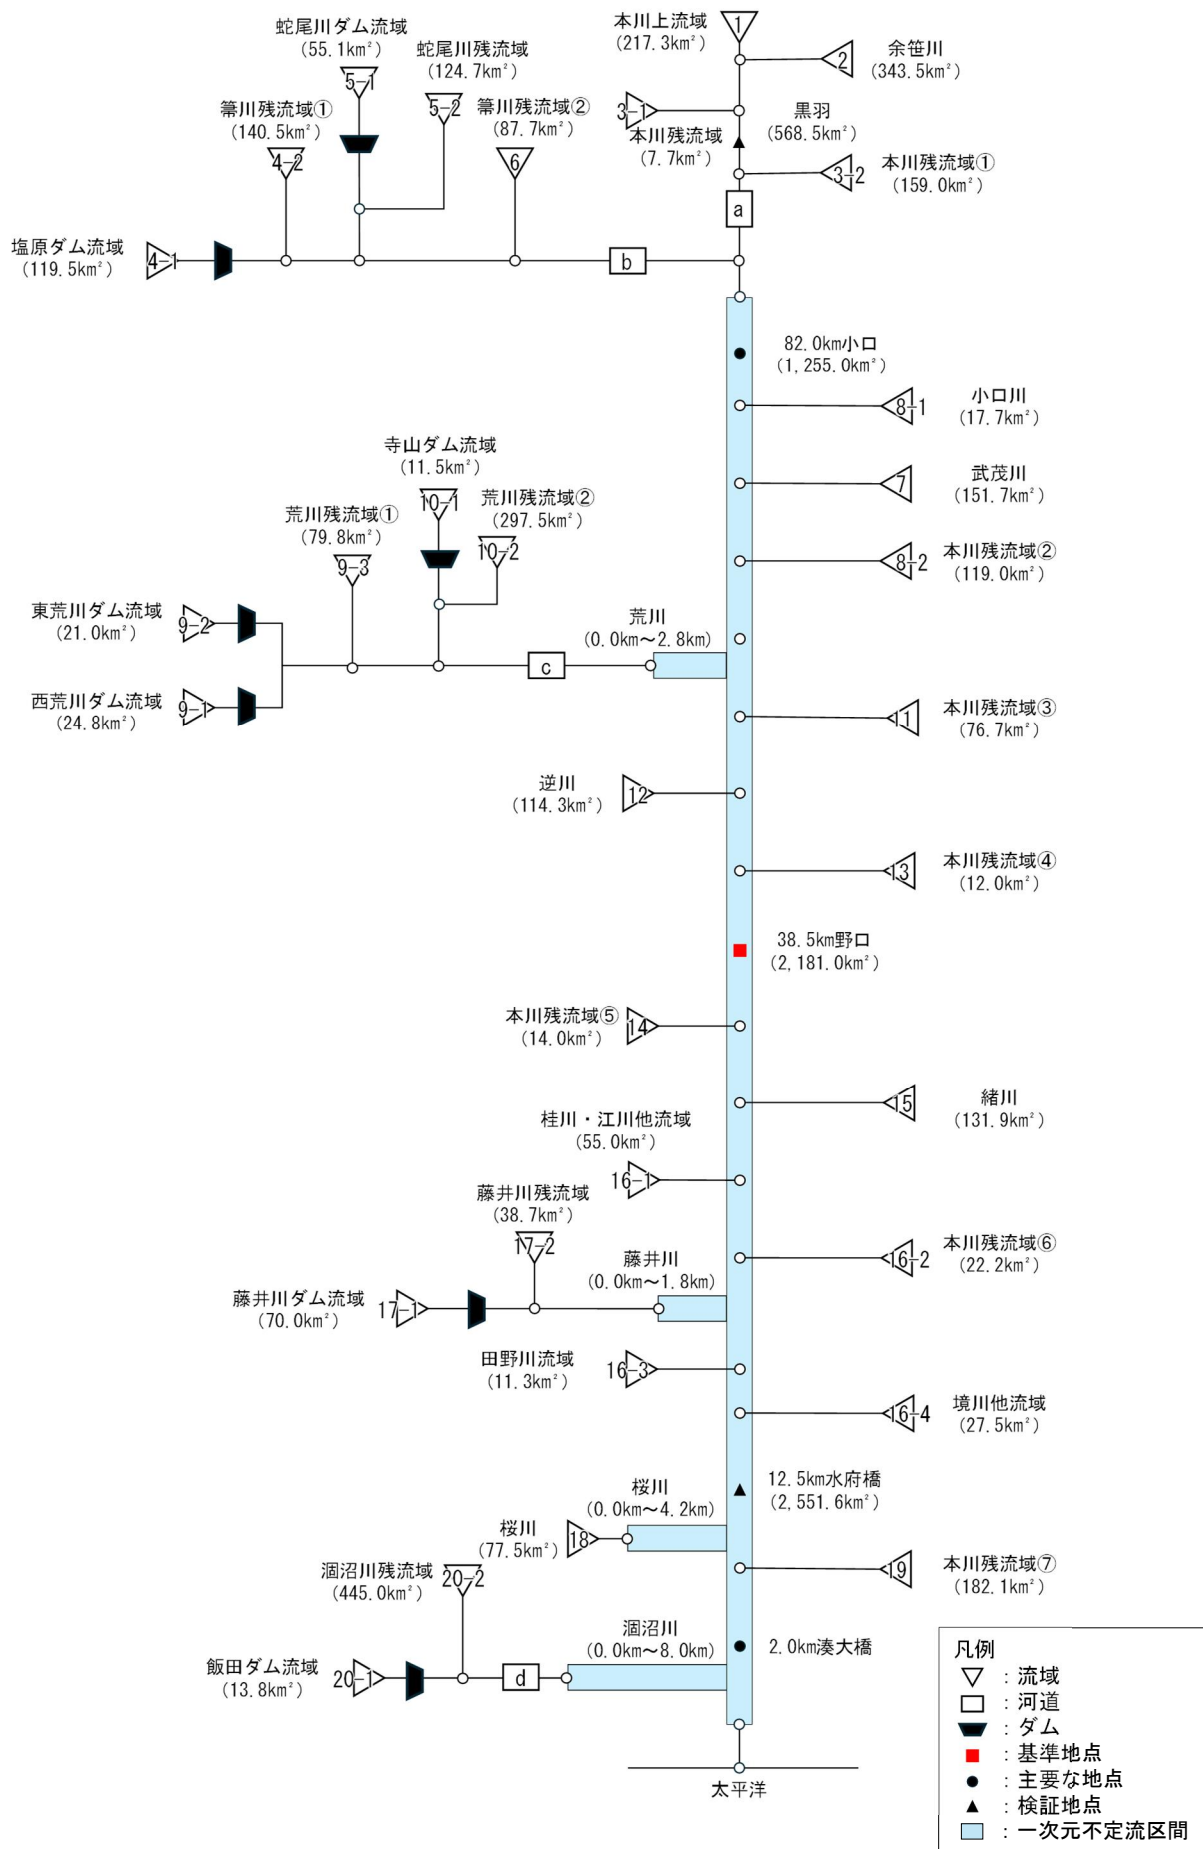 本川上流域
(217.3km²)
1
余笹川
(343.5km²)
2
蛇尾川ダム流域
(55.1km²)
5-1
蛇尾川残流域
(124.7km²)
5-2
箒川残流域①
(140.5km²)
4-2
箒川残流域②
(87.7km²)
6
3-1
本川残流域
(7.7km²)
黒羽
(568.5km²)
本川残流域①
(159.0km²)
3-2
a
塩原ダム流域
(119.5km²)
4-1
b
82.0km小口
(1,255.0km²)
小口川
(17.7km²)
8-1
武茂川
(151.7km²)
7
寺山ダム流域
(11.5km²)
10-1
荒川残流域②
(297.5km²)
10-2
荒川残流域①
(79.8km²)
9-3
本川残流域②
(119.0km²)
8-2
東荒川ダム流域
(21.0km²)
9-2
荒川
(0.0km～2.8km)
c
西荒川ダム流域
(24.8km²)
9-1
本川残流域③
(76.7km²)
11
逆川
(114.3km²)
12
本川残流域④
(12.0km²)
13
38.5km野口
(2,181.0km²)
本川残流域⑤
(14.0km²)
14
緒川
(131.9km²)
15
桂川・江川他流域
(55.0km²)
16-1
藤井川残流域
(38.7km²)
17-2
本川残流域⑥
(22.2km²)
16-2
藤井川
(0.0km～1.8km)
藤井川ダム流域
(70.0km²)
17-1
田野川流域
(11.3km²)
16-3
境川他流域
(27.5km²)
16-4
12.5km水府橋
(2,551.6km²)
桜川
(0.0km～4.2km)
桜川
(77.5km²)
18
本川残流域⑦
(182.1km²)
19
涸沼川残流域
(445.0km²)
20-2
涸沼川
(0.0km～8.0km)
2.0km湊大橋
飯田ダム流域
(13.8km²)
20-1
d
太平洋
凡例
：流域
：河道
：ダム
：基準地点
：主要な地点
：検証地点
：一次元不定流区間